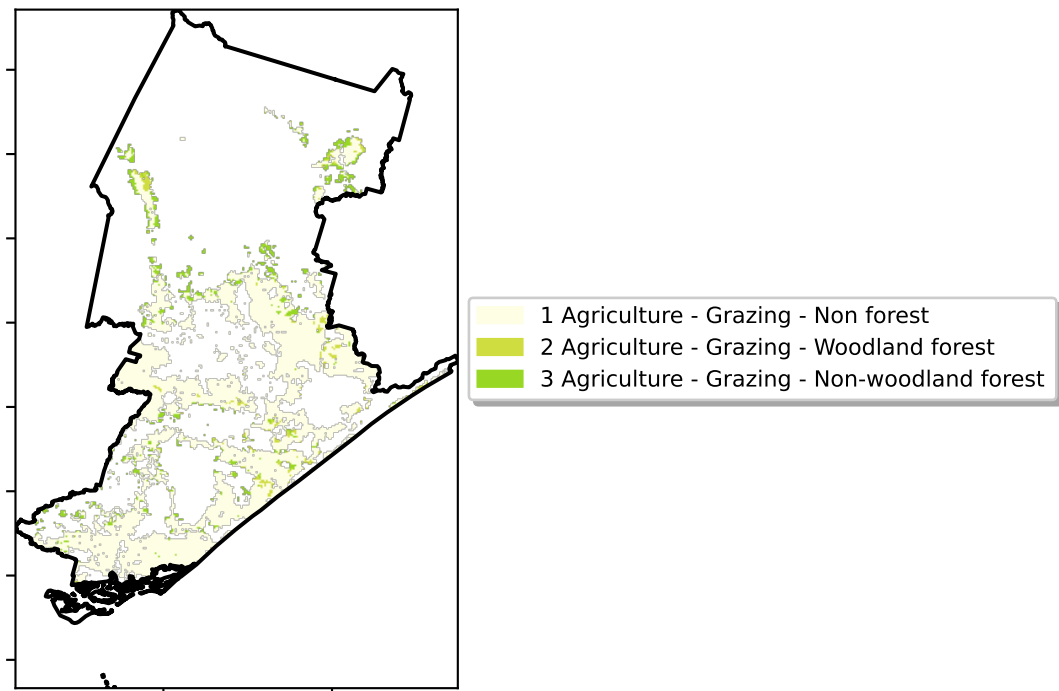 1 Agriculture - Grazing - Non forest
2 Agriculture - Grazing - Woodland forest
3 Agriculture - Grazing - Non-woodland forest